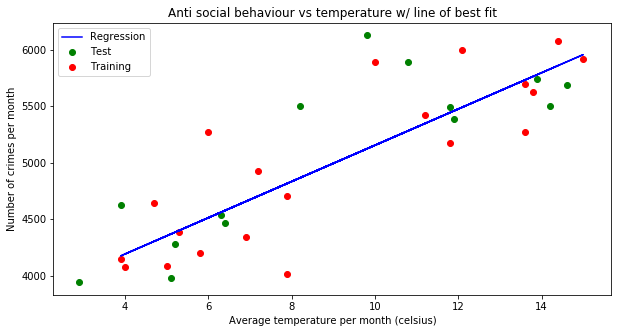 Anti social behaviour vs temperature w/ line of best fit
Regression
Test
Training
Number of crimes per month
6000
5500
5000
4500
4000
4 6 8 10 12 14
Average temperature per month (celsius)